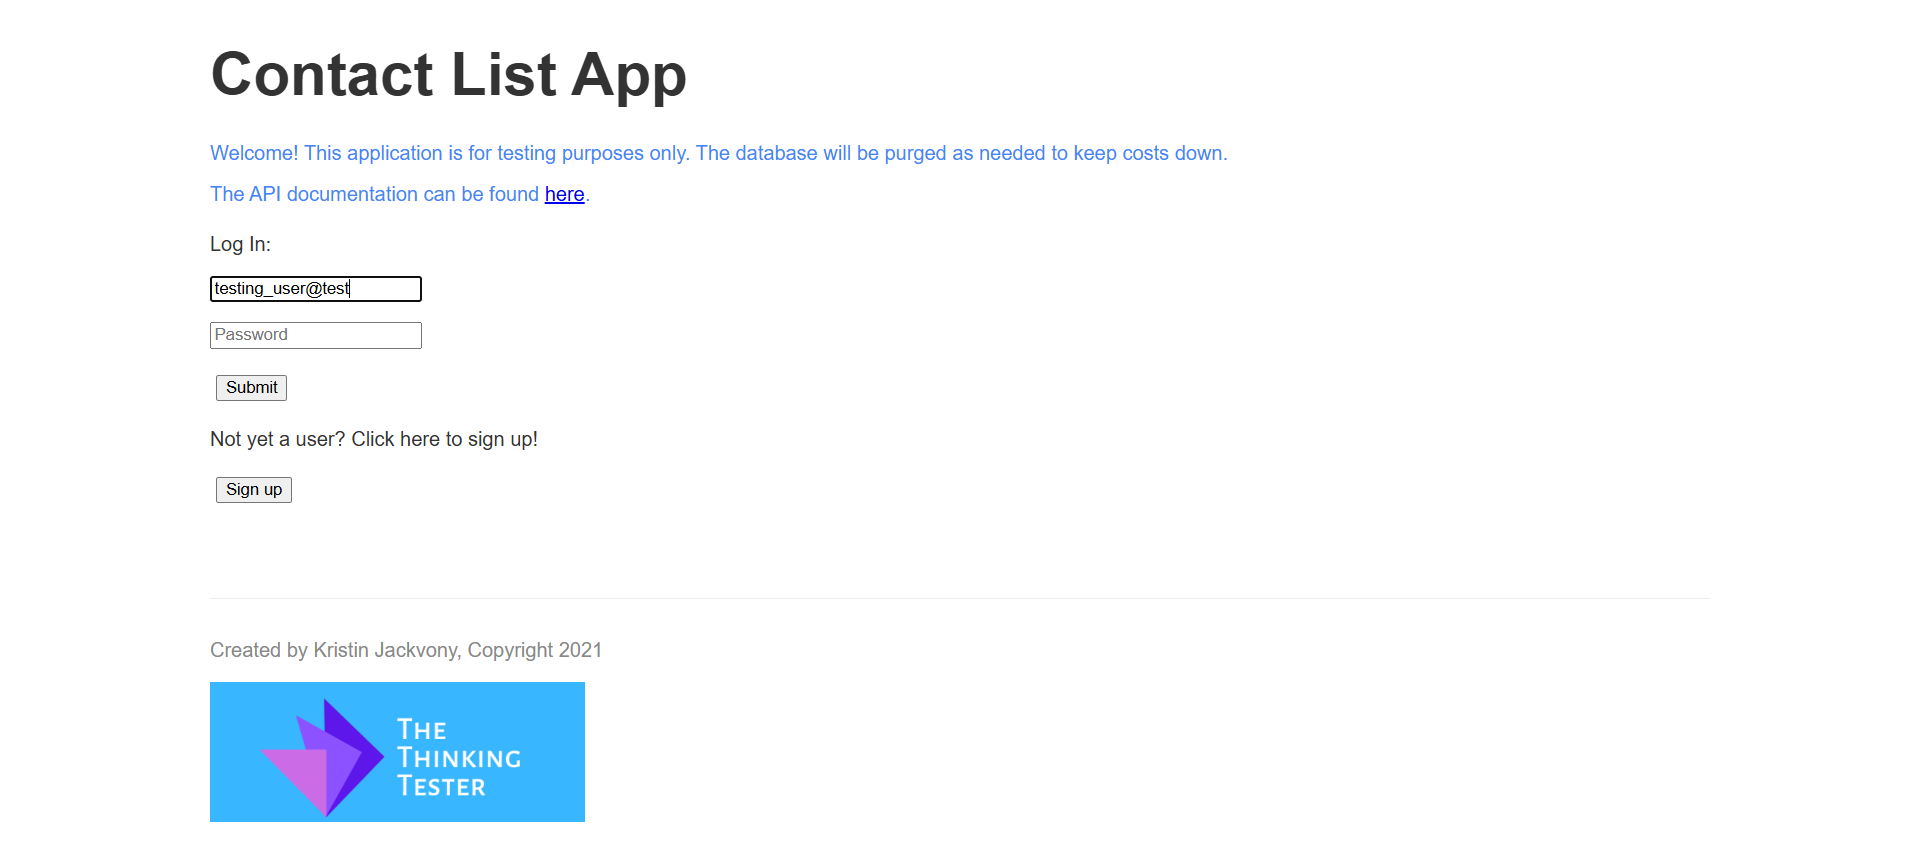 Contact List App
Welcome! This application is for testing purposes only. The database will be purged as needed to keep costs down.
The API documentation can be found here.
Log In:
testing_user@test
Password
Submit
Not yet a user? Click here to sign up!
Sign up
Created by Kristin Jackvony, Copyright 2021
THE
THINKING
TESTER